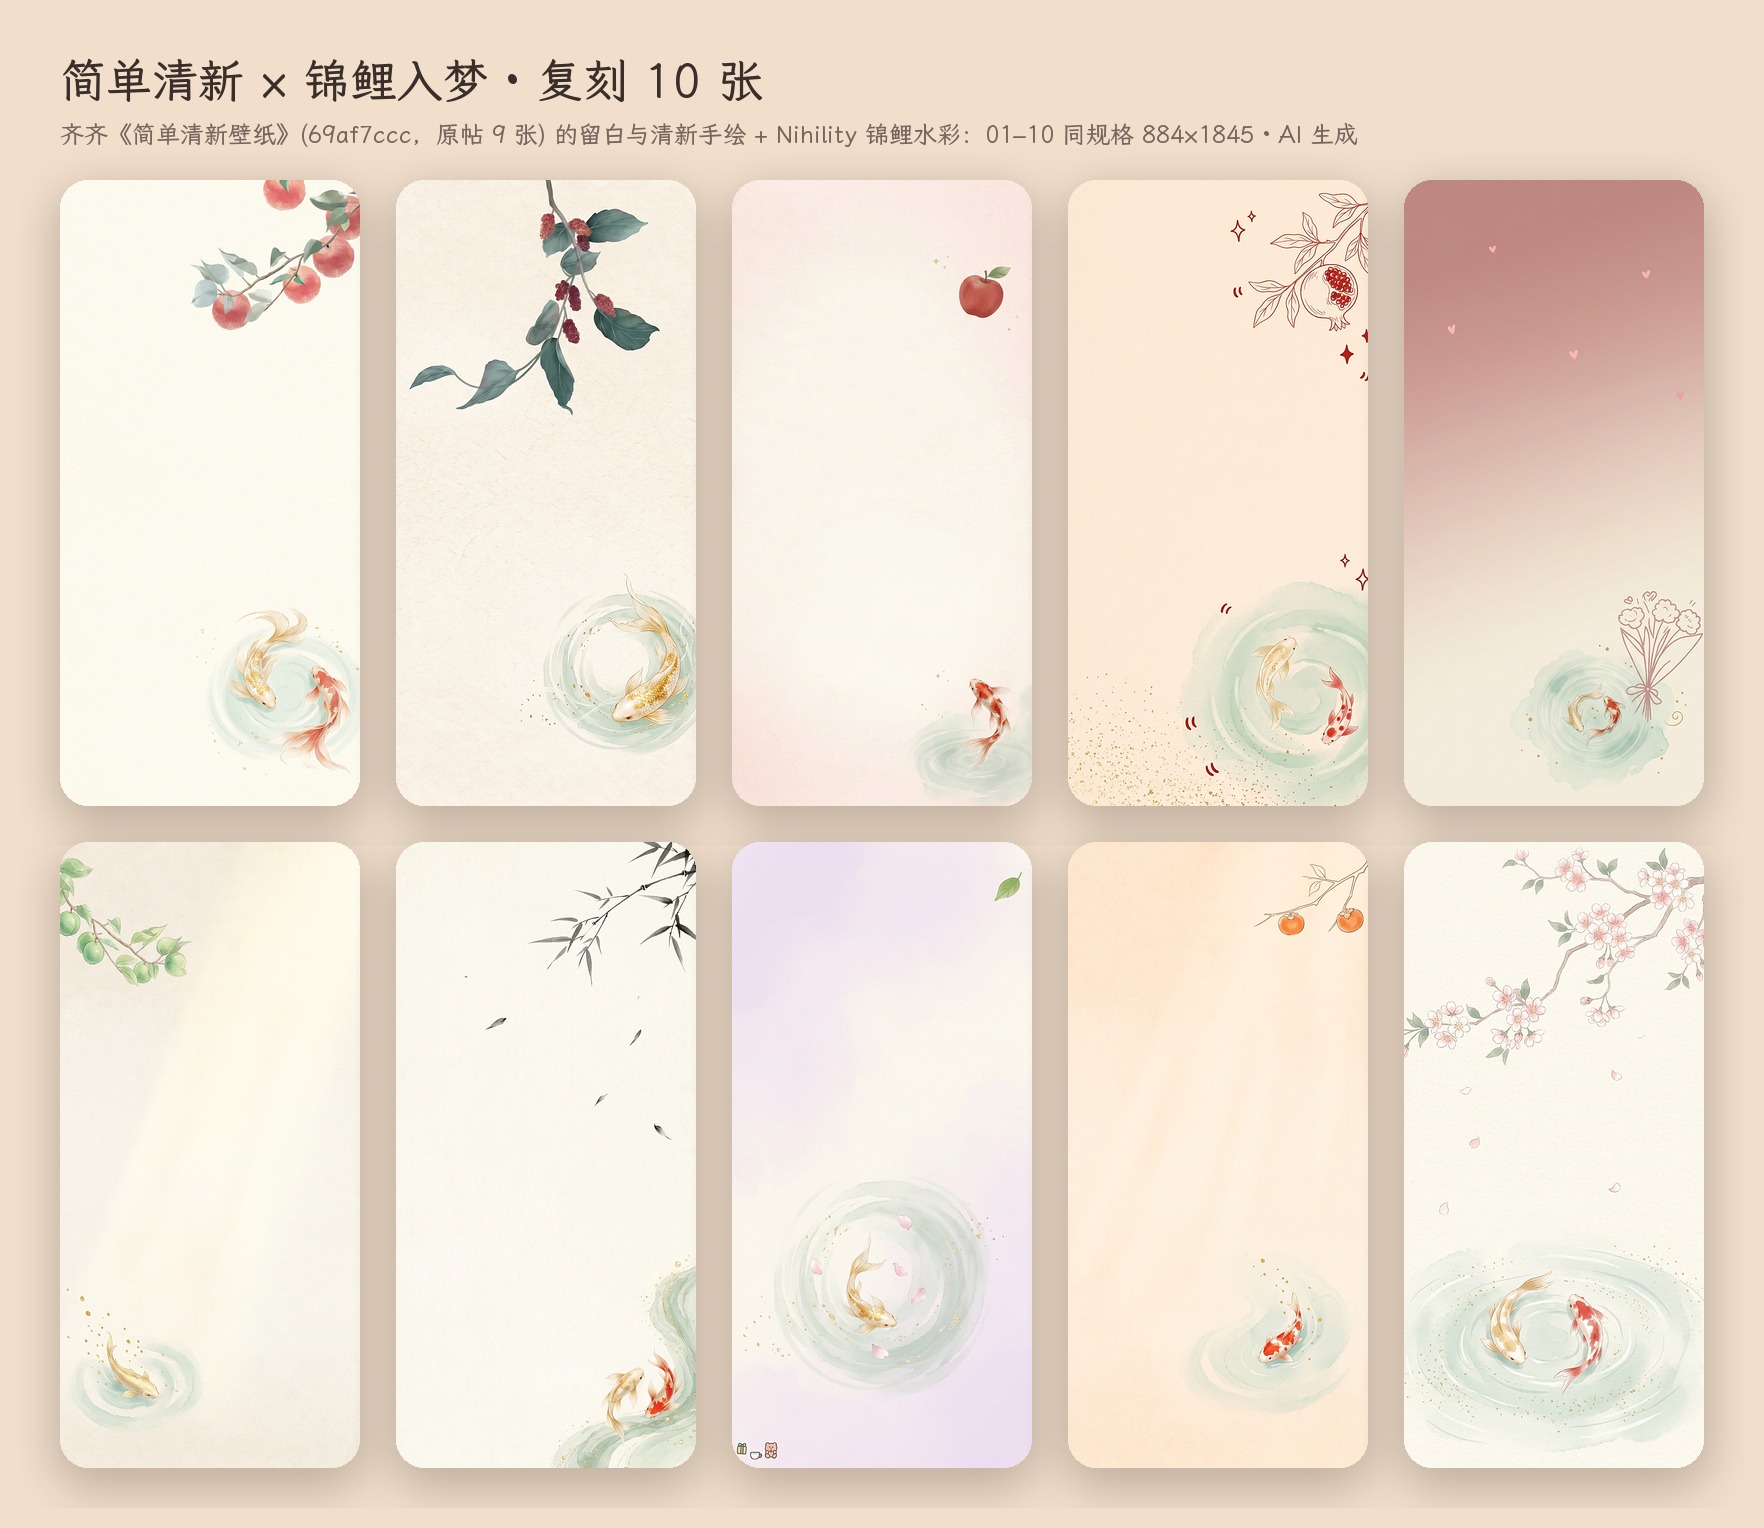 简单清新 × 锦鲤入梦·复刻 10 张
齐齐《简单清新壁纸》(69af7ccc，原帖 9 张) 的留白与清新手绘 + Nihility 锦鲤水彩：01–10 同规格 884×1845·AI 生成